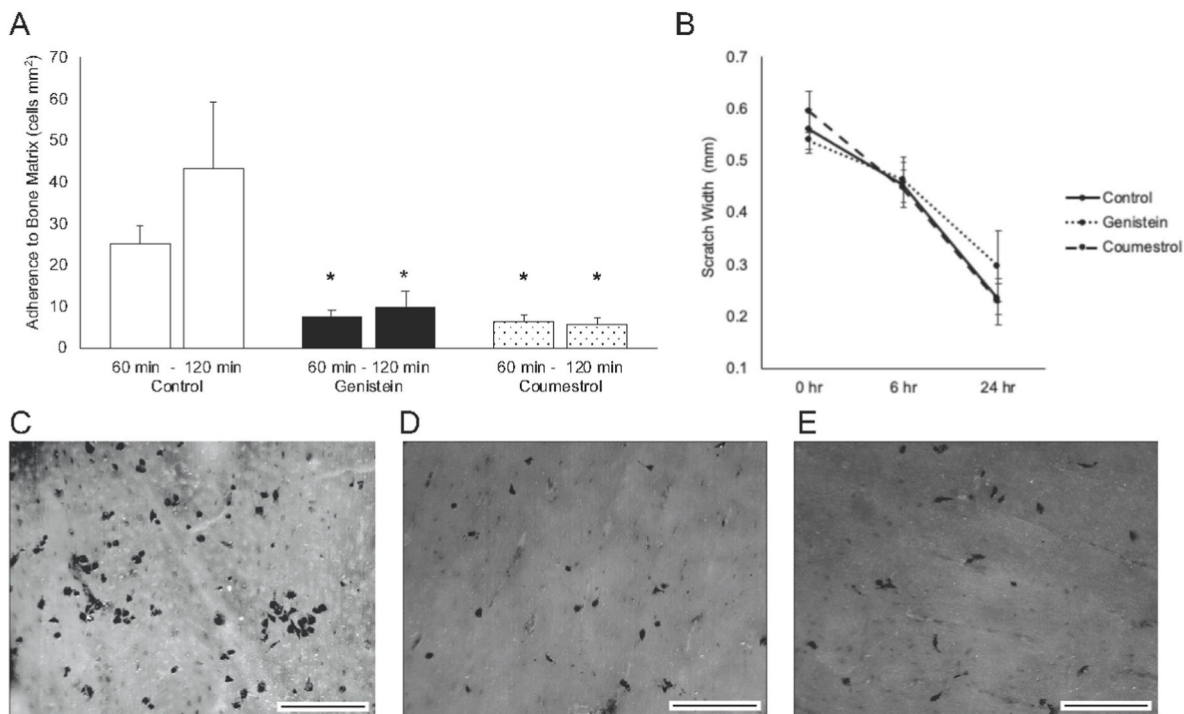 A
Adherence to Bone Matrix (cells mm²)
70
60
50
40
30
20
10
0
* * * *
60 min - 120 min 60 min - 120 min 60 min - 120 min
Control Genistein Coumestrol
B
Scratch Width (mm)
0.7
0.6
0.5
0.4
0.3
0.2
0.1
0 hr 6 hr 24 hr
Control
Genistein
Coumestrol
C
D
E